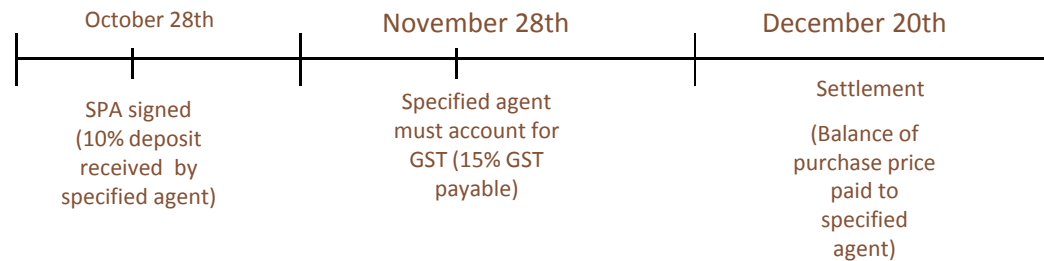 October 28th
November 28th
December 20th
SPA signed
(10% deposit
received by
specified agent)
Specified agent
must account for
GST (15% GST
payable)
Settlement
(Balance of
purchase price
paid to
specified
agent)